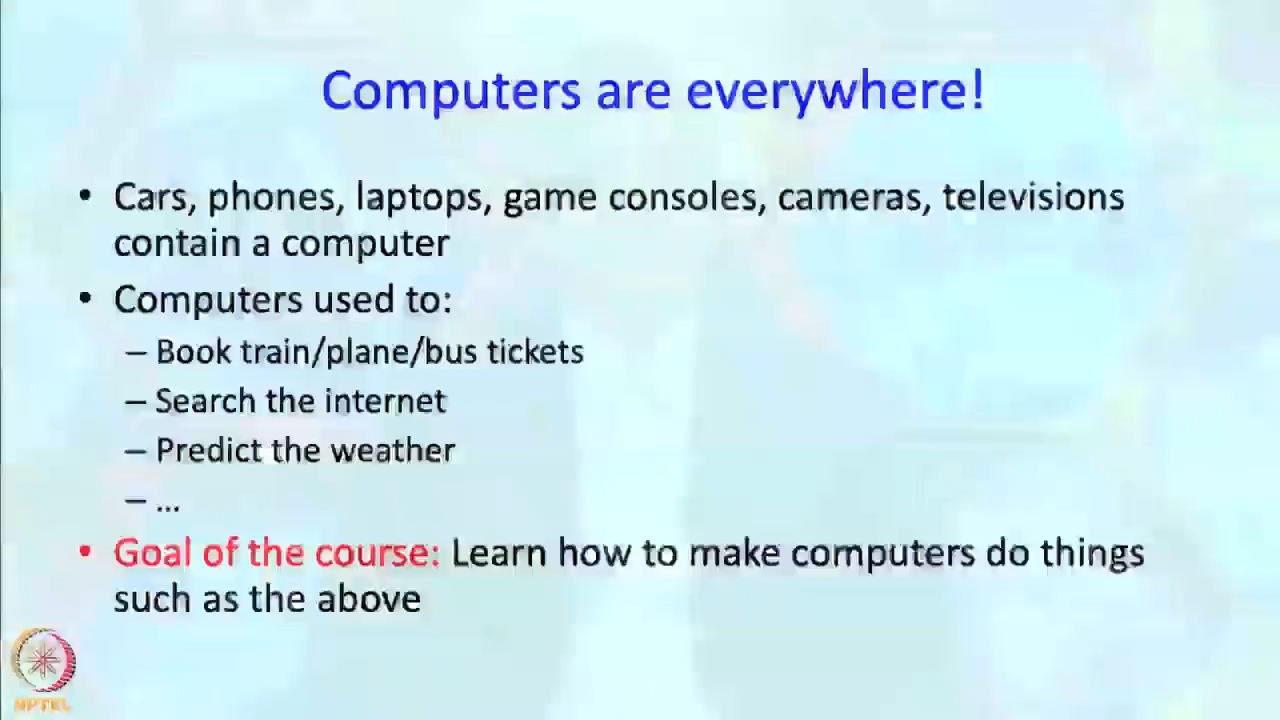 Computers are everywhere!
• Cars, phones, laptops, game consoles, cameras, televisions
contain a computer
• Computers used to:
– Book train/plane/bus tickets
– Search the internet
– Predict the weather
– ...
• Goal of the course: Learn how to make computers do things
such as the above
NPTEL